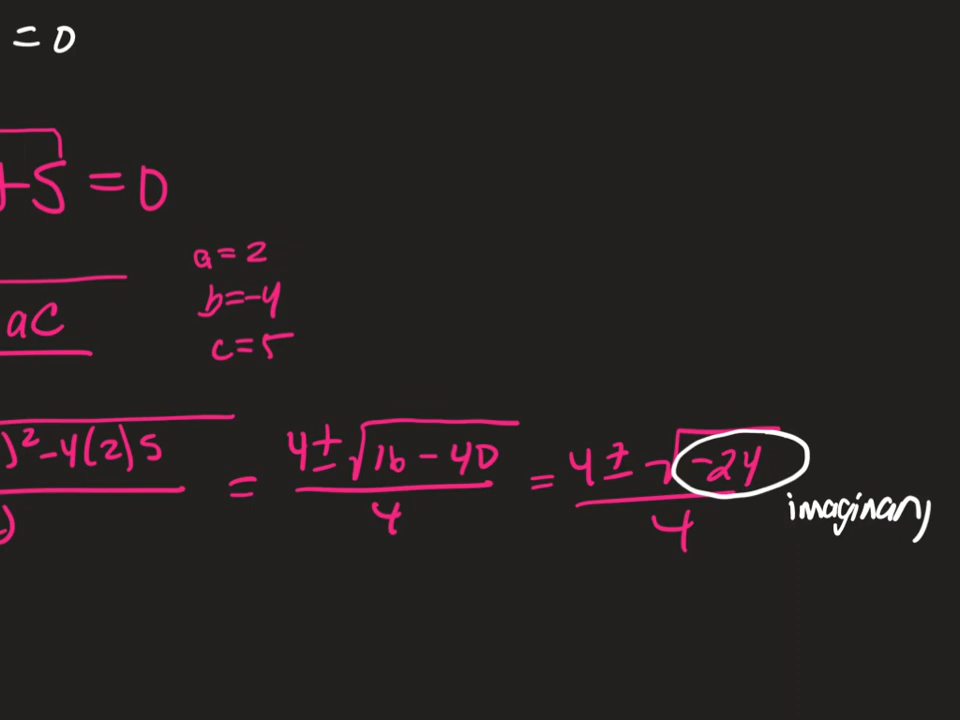 = 0
+5 = 0
a = 2
b = -4
aC
c = 5
)² - 4(2)5 = 4 ± √16 - 40 = 4 ± √-24
) 4 4
imaginary